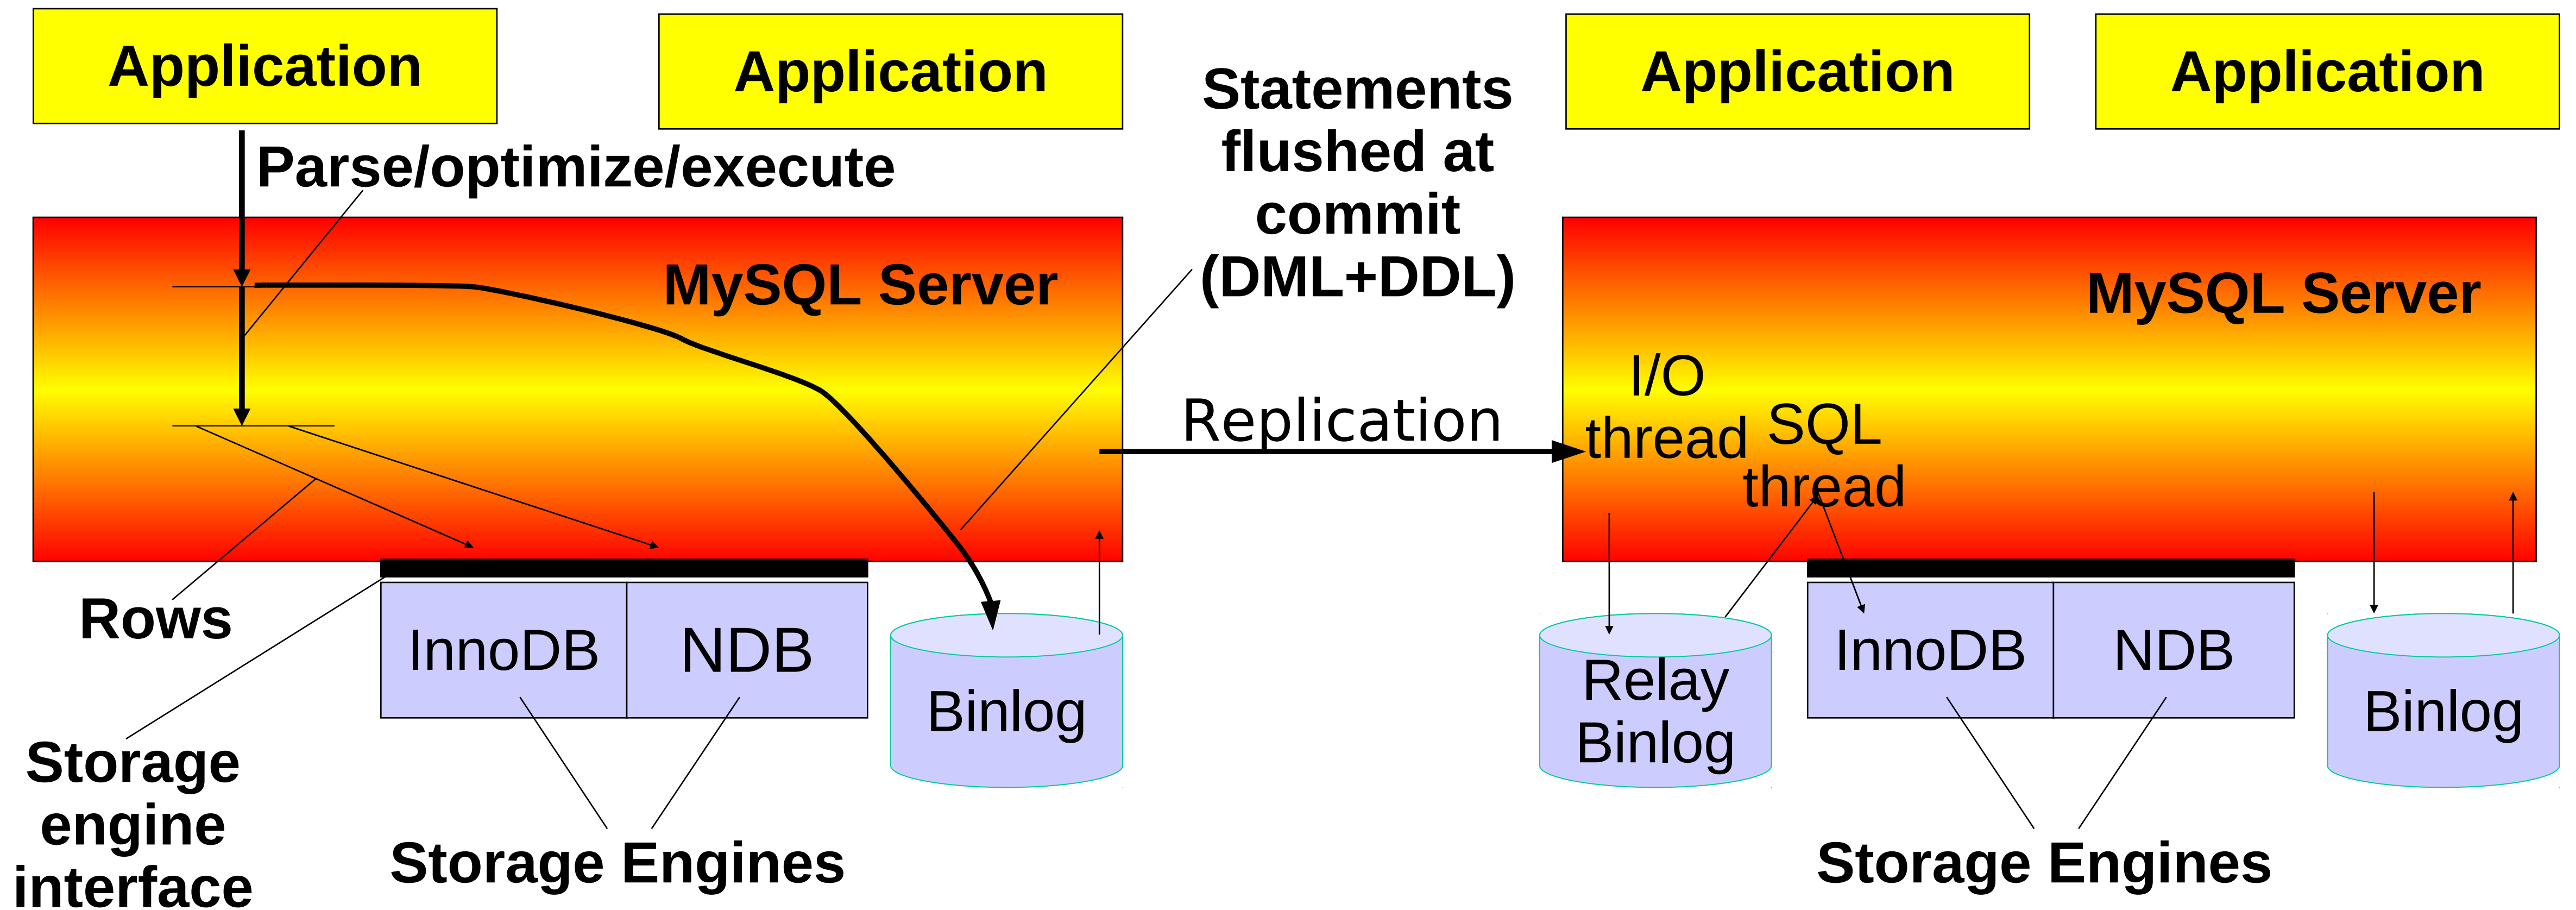 Application
Application
Application
Application
Parse/optimize/execute
Statements
flushed at
commit
(DML+DDL)
MySQL Server
MySQL Server
Replication
I/O
thread
SQL
thread
Rows
InnoDB
NDB
Binlog
Relay
Binlog
InnoDB
NDB
Binlog
Storage
engine
interface
Storage Engines
Storage Engines